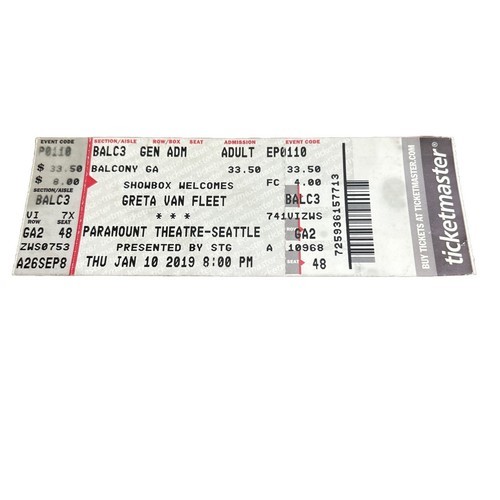 EVENT CODE
P0110
$ 33.50
$ 8.00
SECTION/AISLE
BALC3
VI 7X
GA2 48
ZWS0753
A26SEP8
SECTION/AISLE ROW/BOX SEAT ADMISSION EVENT CODE
BALC3 GEN ADM ADULT EP0110
BALCONY GA 33.50 33.50
SHOWBOX WELCOMES FC 4.00
GRETA VAN FLEET BALC3
* * * 741VIZWS
PARAMOUNT THEATRE-SEATTLE GA2
PRESENTED BY STG A 10968
THU JAN 10 2019 8:00 PM SEAT 48
725936157713
BUY TICKETS AT TICKETMASTER.COM
ticketmaster®